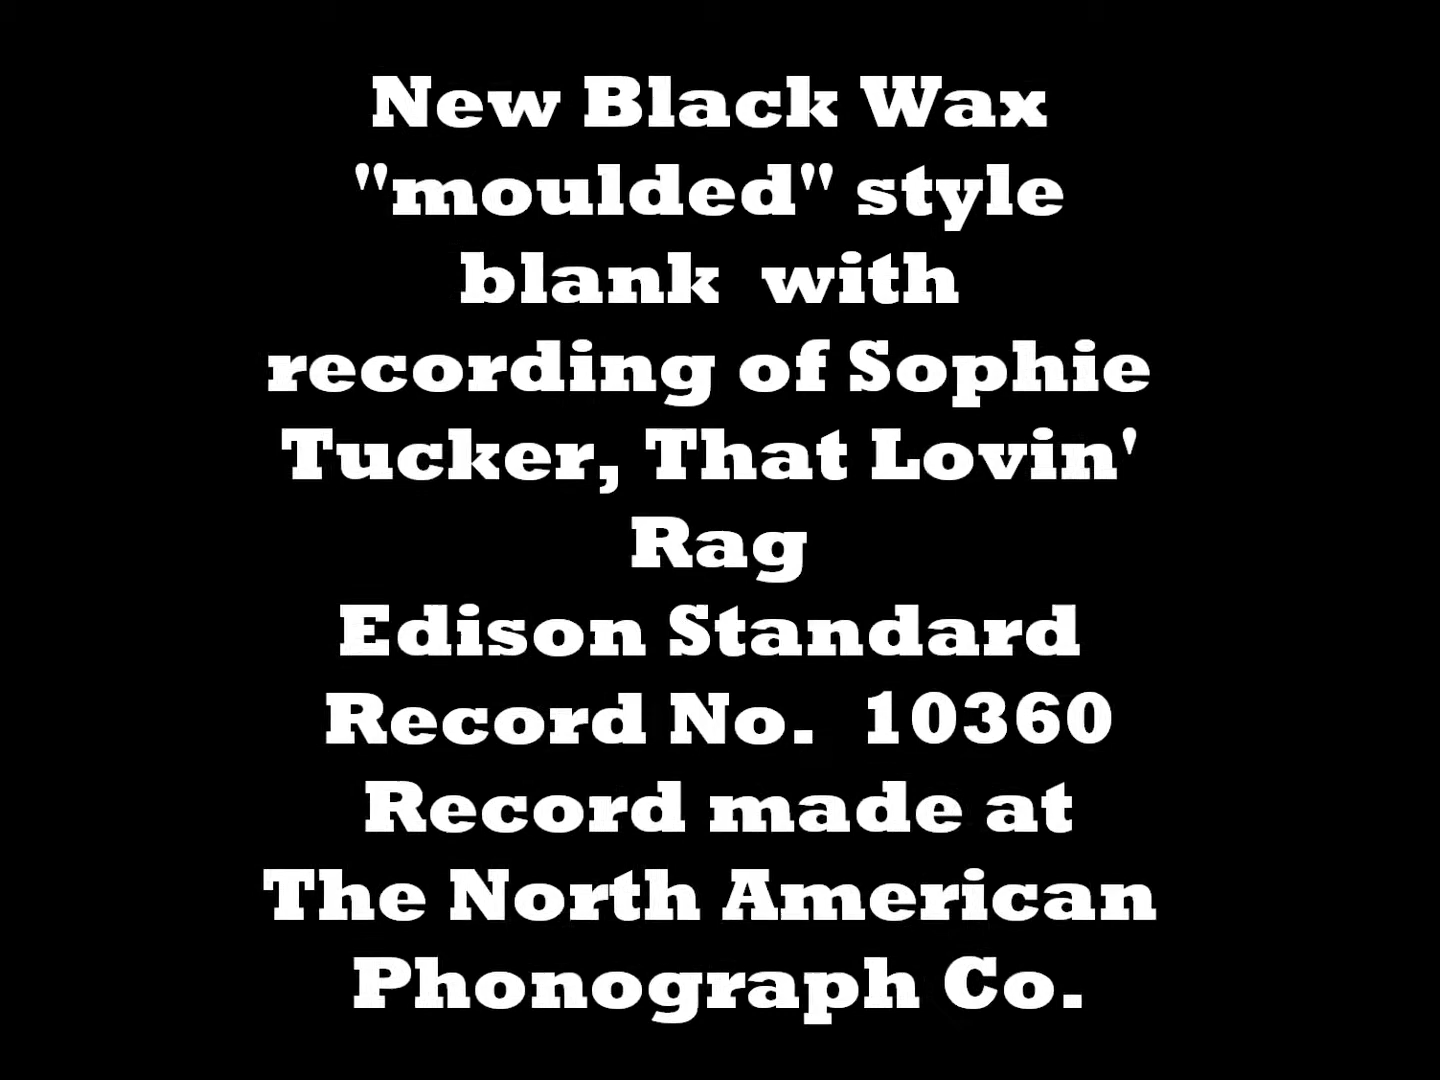 New Black Wax
"moulded" style
blank  with
recording of Sophie
Tucker, That Lovin'
Rag
Edison Standard
Record No.  10360
Record made at
The North American
Phonograph Co.